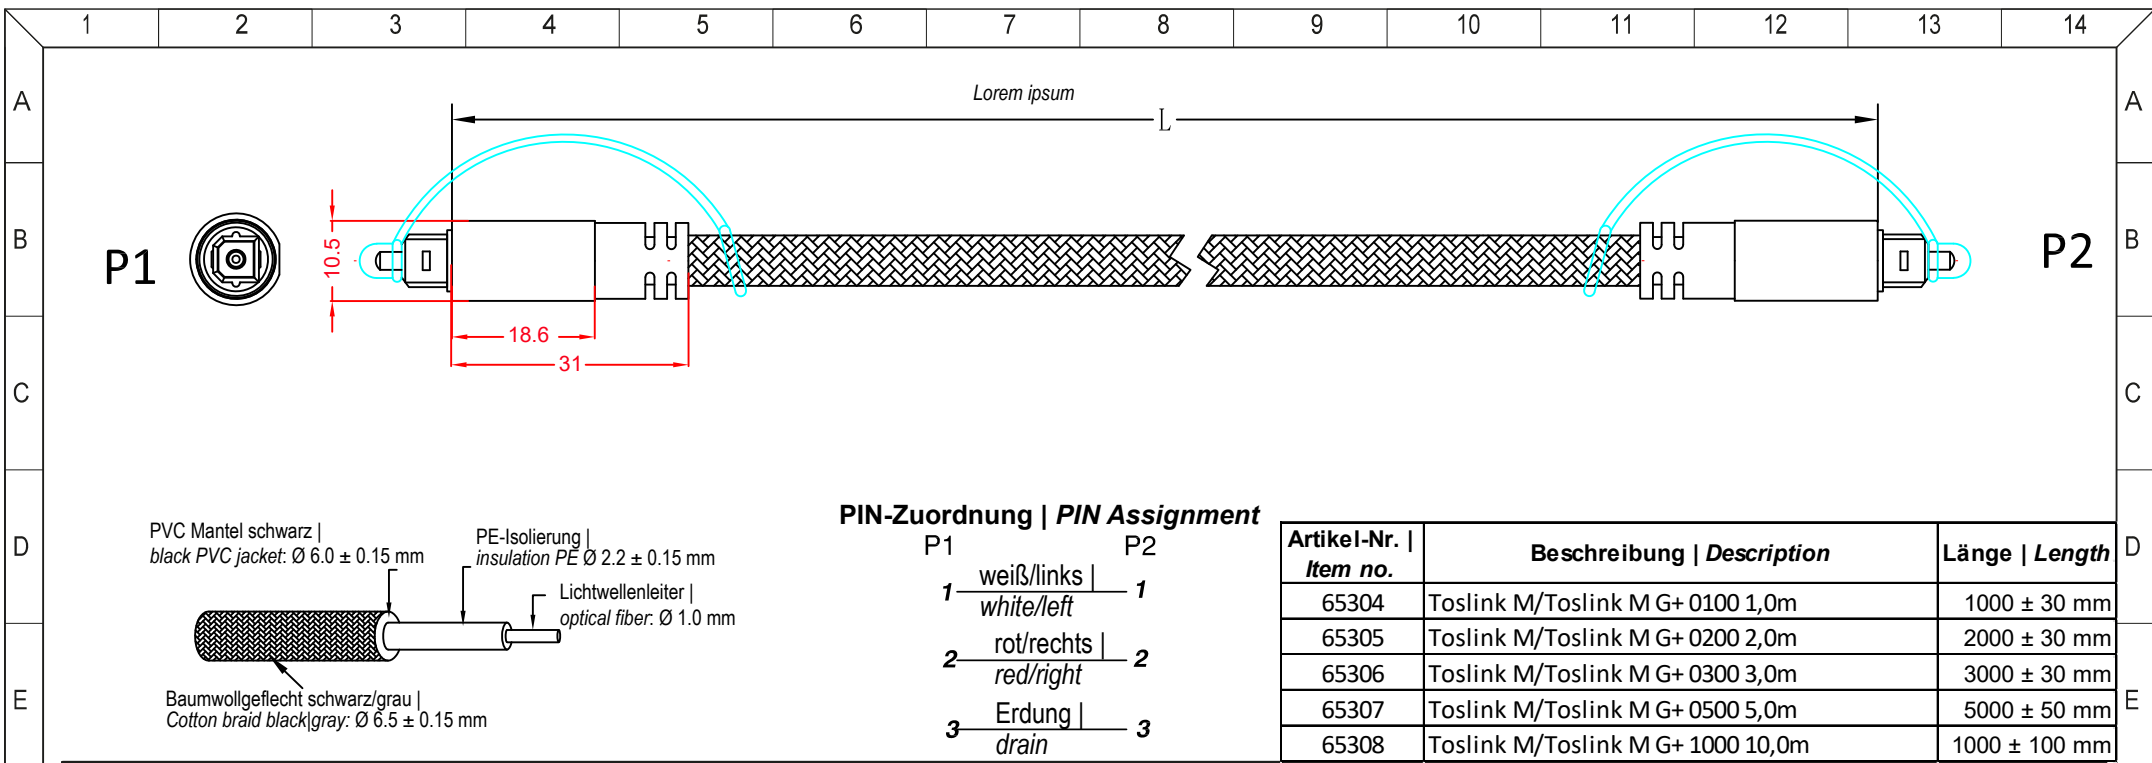 1 2 3 4 5 6 7 8 9 10 11 12 13 14
A A
Lorem ipsum
L
B B
P1
10.5
P2
18.6
31
C C
PIN-Zuordnung | PIN Assignment
P1 P2
D D
PVC Mantel schwarz |
black PVC jacket: Ø 6.0 ± 0.15 mm
PE-Isolierung |
insulation PE Ø 2.2 ± 0.15 mm
Lichtwellenleiter |
optical fiber: Ø 1.0 mm
Baumwollgeflecht schwarz/grau |
Cotton braid black|gray: Ø 6.5 ± 0.15 mm
weiß/links |
1 1
white/left
rot/rechts |
2 2
red/right
Erdung |
3 3
drain
Artikel-Nr. |
Item no.
Beschreibung | Description
Länge | Length
65304 Toslink M/Toslink M G+ 0100 1,0m 1000 ± 30 mm
65305 Toslink M/Toslink M G+ 0200 2,0m 2000 ± 30 mm
65306 Toslink M/Toslink M G+ 0300 3,0m 3000 ± 30 mm
65307 Toslink M/Toslink M G+ 0500 5,0m 5000 ± 50 mm
65308 Toslink M/Toslink M G+ 1000 10,0m 1000 ± 100 mm
E E